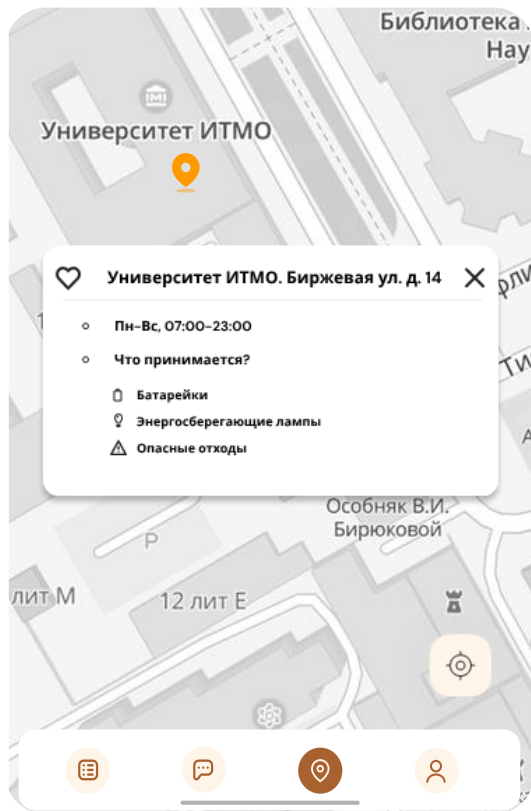 Библиотека
Нау
Университет ИТМО
Университет ИТМО. Биржевая ул. д. 14
Пн-Вс, 07:00-23:00
Что принимается?
Батарейки
Энергосберегающие лампы
Опасные отходы
Особняк В.И.
Бирюковой
P
лит М
12 лит Е